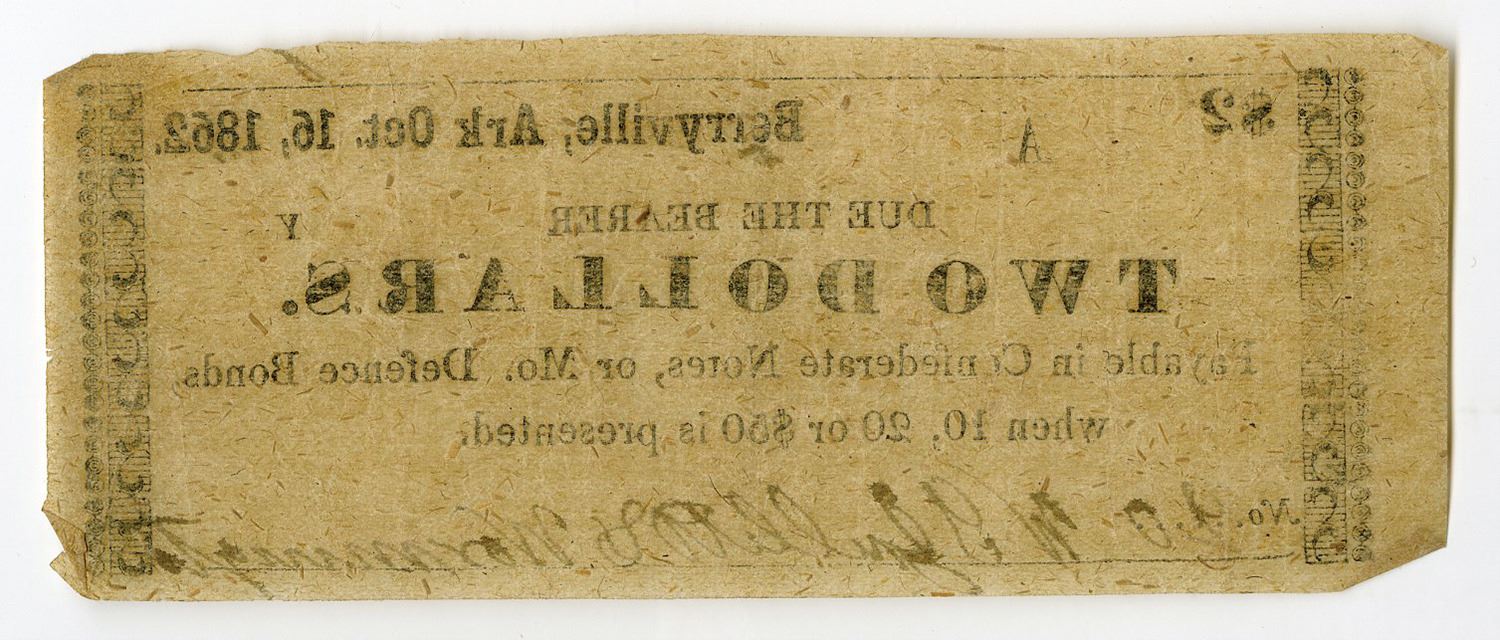 $2 A Berryville, Ark Oct. 16, 1862.
DUE THE BEARER Y
TWO DOLLARS.
Payable in Confederate Notes, or Mo. Defence Bonds,
when 10, 20 or $50 is presented.
No.